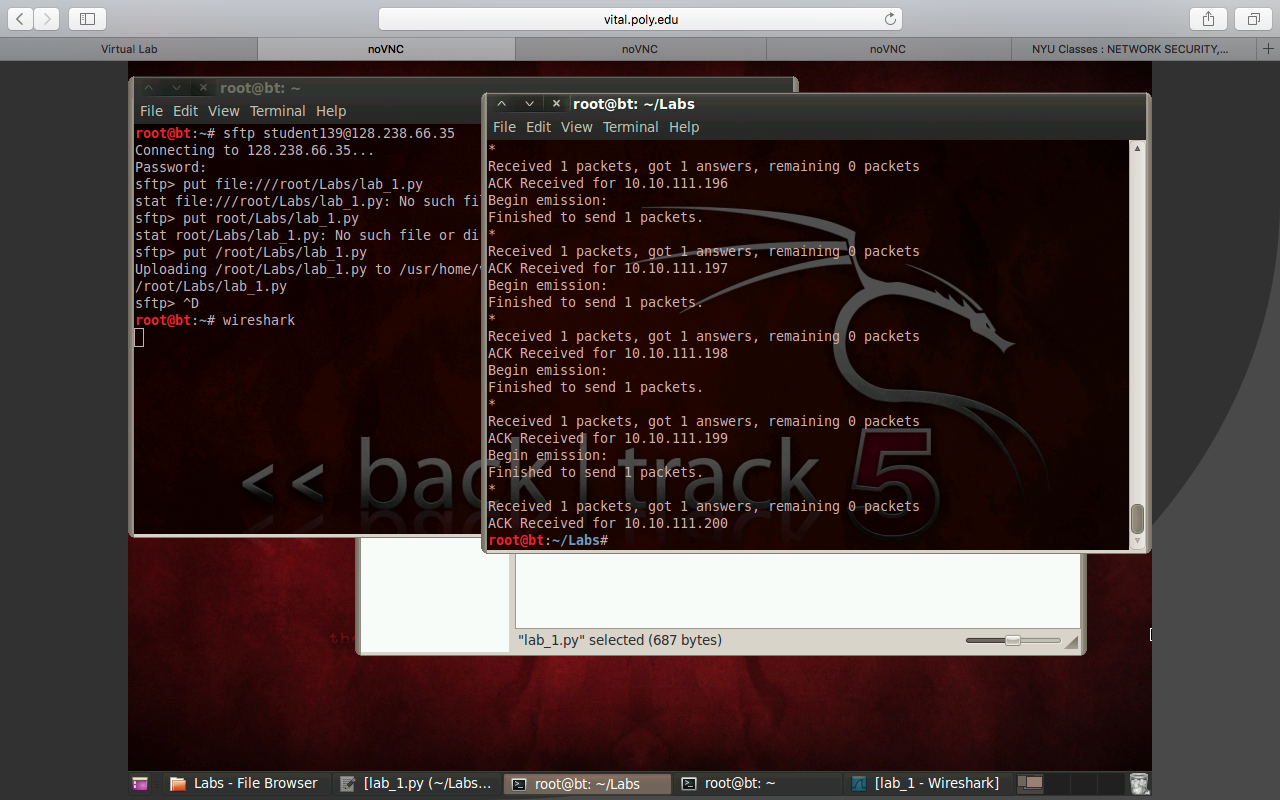 vital.poly.edu
Virtual Lab
noVNC
noVNC
noVNC
NYU Classes : NETWORK SECURITY,...
root@bt: ~
File Edit View Terminal Help
root@bt:~# sftp student139@128.238.66.35
Connecting to 128.238.66.35...
Password:
sftp> put file:///root/Labs/lab_1.py
stat file:///root/Labs/lab_1.py: No such fil
sftp> put root/Labs/lab_1.py
stat root/Labs/lab_1.py: No such file or di
sftp> put /root/Labs/lab_1.py
Uploading /root/Labs/lab_1.py to /usr/home/
/root/Labs/lab_1.py
sftp> ^D
root@bt:~# wireshark
root@bt: ~/Labs
File Edit View Terminal Help
*
Received 1 packets, got 1 answers, remaining 0 packets
ACK Received for 10.10.111.196
Begin emission:
Finished to send 1 packets.
*
Received 1 packets, got 1 answers, remaining 0 packets
ACK Received for 10.10.111.197
Begin emission:
Finished to send 1 packets.
*
Received 1 packets, got 1 answers, remaining 0 packets
ACK Received for 10.10.111.198
Begin emission:
Finished to send 1 packets.
*
Received 1 packets, got 1 answers, remaining 0 packets
ACK Received for 10.10.111.199
Begin emission:
Finished to send 1 packets.
*
Received 1 packets, got 1 answers, remaining 0 packets
ACK Received for 10.10.111.200
root@bt:~/Labs#
<< back | track 5
"lab_1.py" selected (687 bytes)
Labs - File Browser
[lab_1.py (~/Labs...
root@bt: ~/Labs
root@bt: ~
[lab_1 - Wireshark]